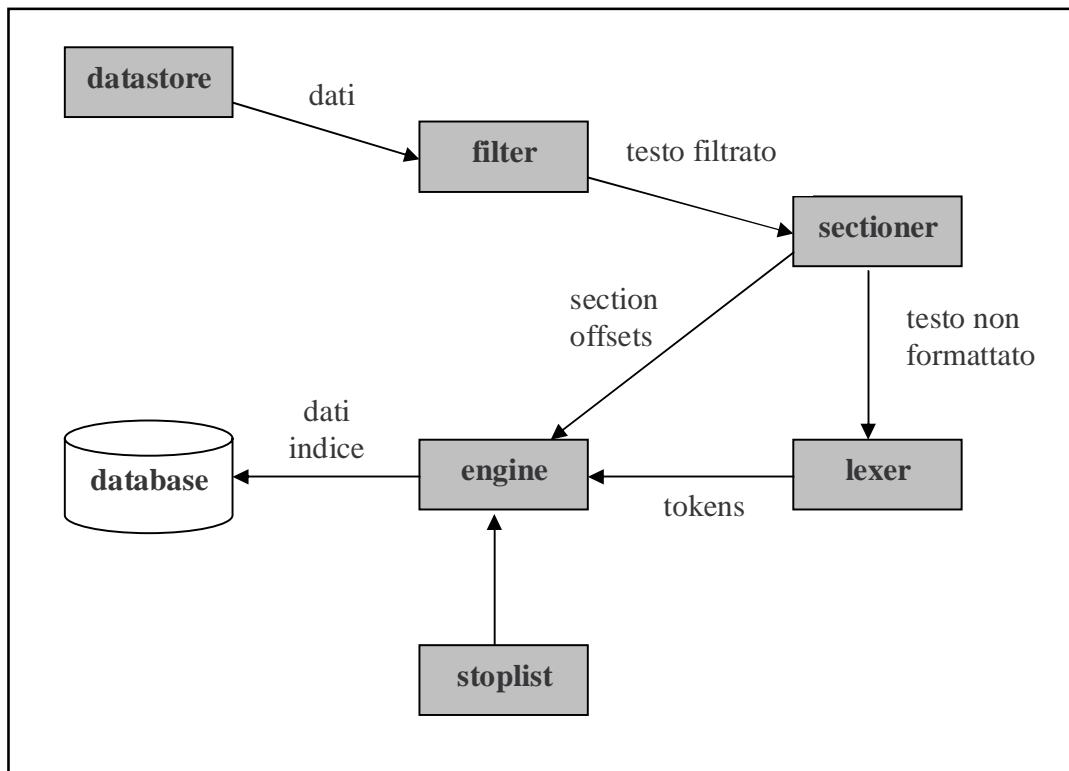 datastore
dati
filter
testo filtrato
sectioner
section
offsets
testo non
formattato
dati
indice
database
engine
lexer
tokens
stoplist